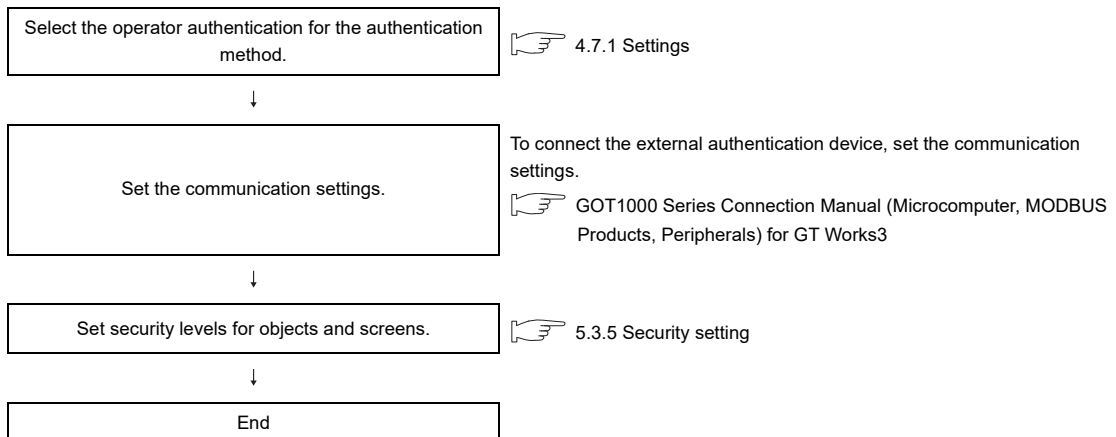 Select the operator authentication for the authentication
method.
4.7.1 Settings
↓
Set the communication settings.
To connect the external authentication device, set the communication
settings.
GOT1000 Series Connection Manual (Microcomputer, MODBUS
Products, Peripherals) for GT Works3
↓
Set security levels for objects and screens.
5.3.5 Security setting
↓
End